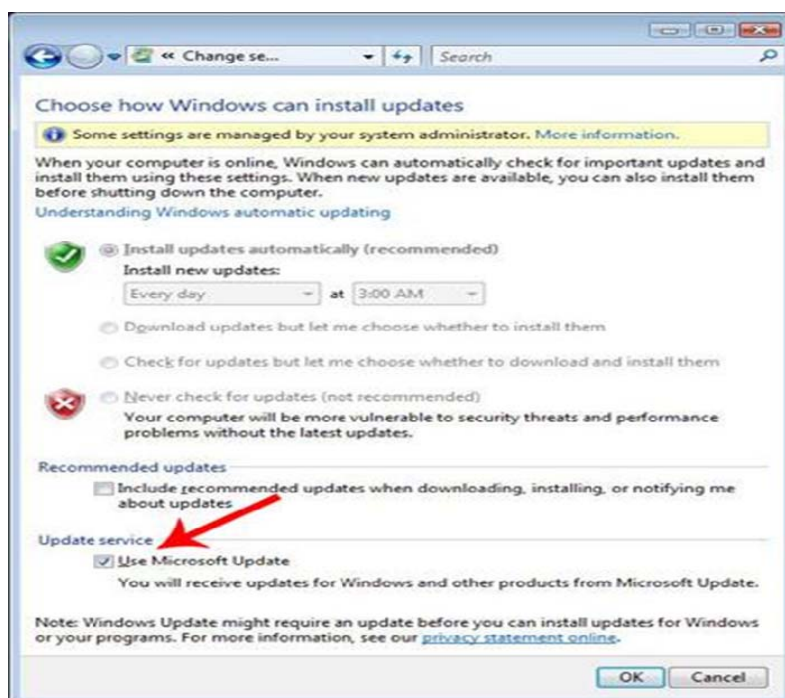 « Change se...
Search
Choose how Windows can install updates
Some settings are managed by your system administrator. More information.
When your computer is online, Windows can automatically check for important updates and
install them using these settings. When new updates are available, you can also install them
before shutting down the computer.
Understanding Windows automatic updating
Install updates automatically (recommended)
Install new updates:
Every day at 3:00 AM
Download updates but let me choose whether to install them
Check for updates but let me choose whether to download and install them
Never check for updates (not recommended)
Your computer will be more vulnerable to security threats and performance
problems without the latest updates.
Recommended updates
Include recommended updates when downloading, installing, or notifying me
about updates
Update service
Use Microsoft Update
You will receive updates for Windows and other products from Microsoft Update.
Note: Windows Update might require an update before you can install updates for Windows
or your programs. For more information, see our privacy statement online.
OK Cancel